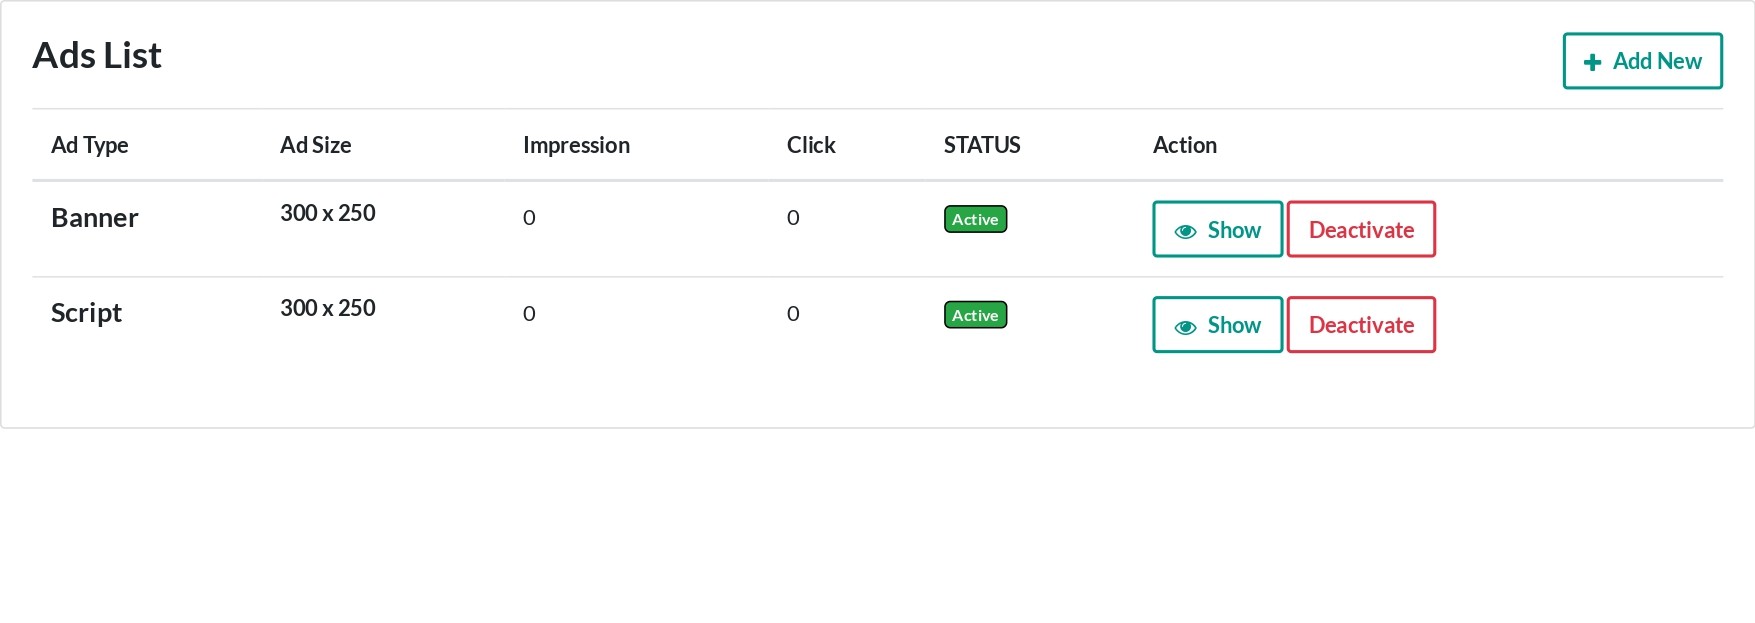 Ads List
Add New
Ad Type Ad Size Impression Click STATUS Action
Banner 300 x 250 0 0 Active Show Deactivate
Script 300 x 250 0 0 Active Show Deactivate